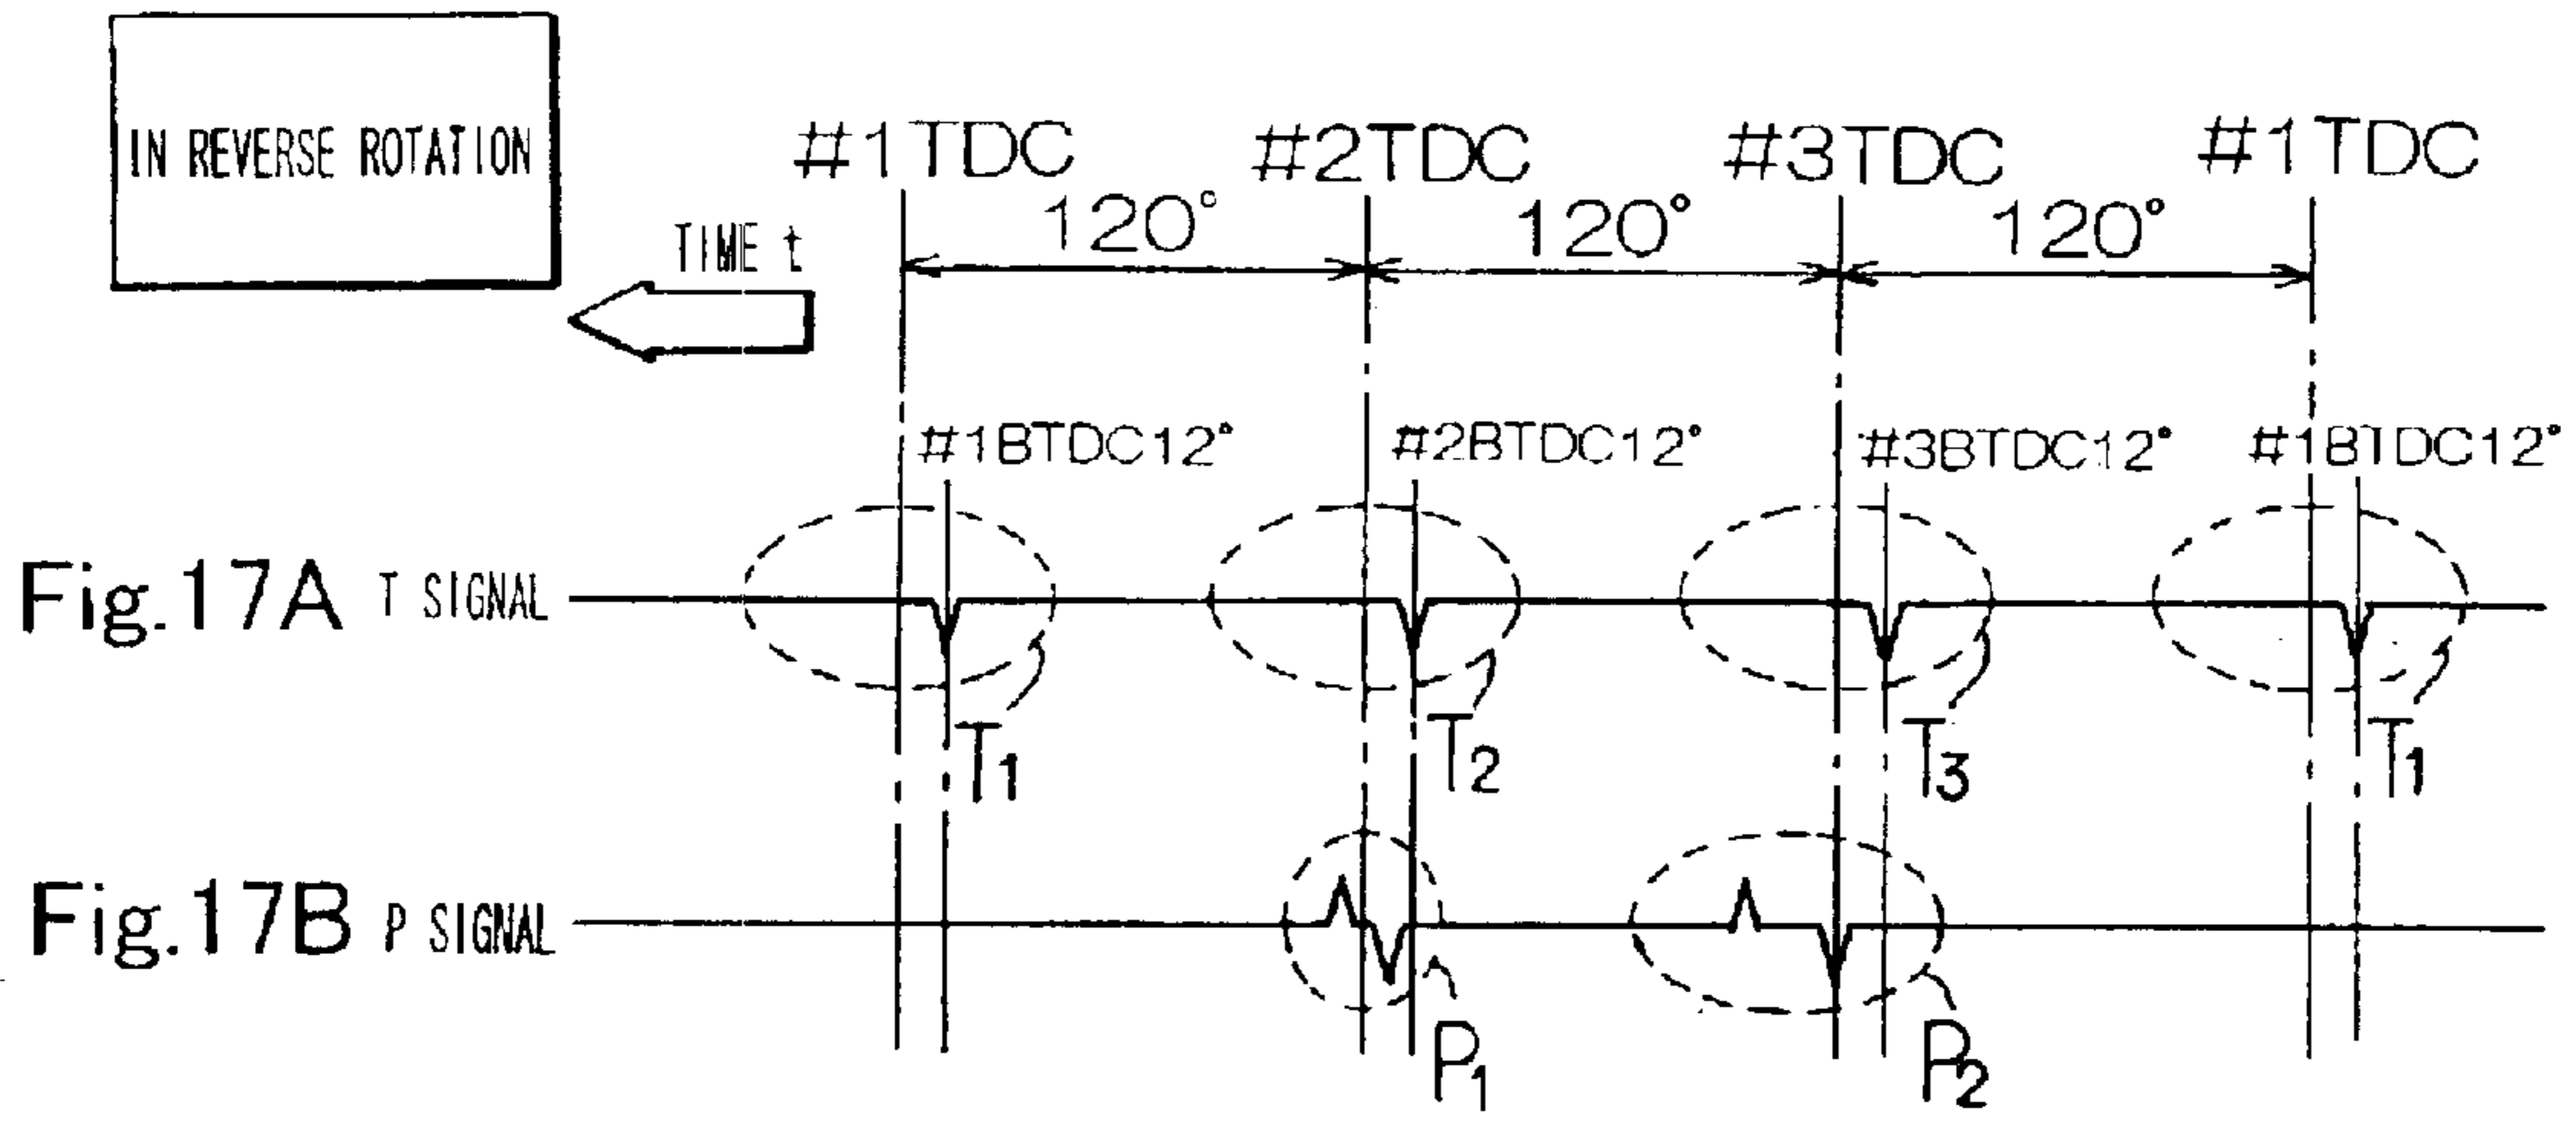 IN REVERSE ROTATION
#1TDC #2TDC #3TDC #1TDC
120° 120° 120°
TIME t
#1BTDC12° #2BTDC12° #3BTDC12° #1BTDC12°
Fig.17A T SIGNAL
T1 T2 T3 T1
Fig.17B P SIGNAL
P1 P2